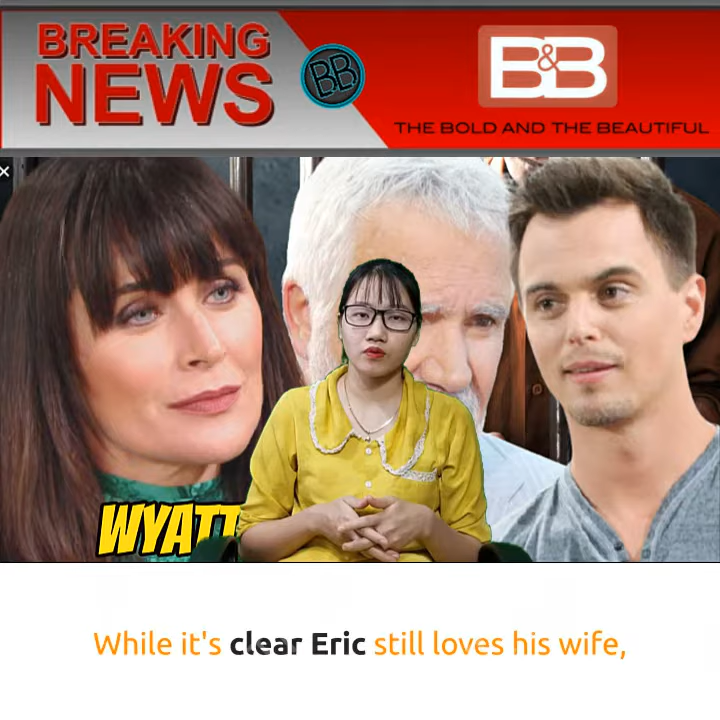 BREAKING
NEWS
BB
B&B
THE BOLD AND THE BEAUTIFUL
WYATT
While it's clear Eric still loves his wife,